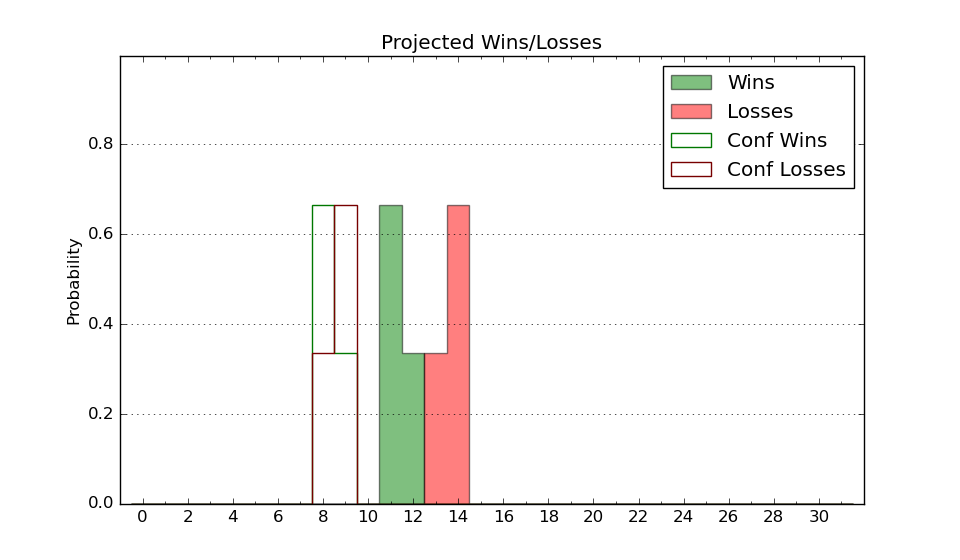 Projected Wins/Losses
Wins
Losses
Conf Wins
Conf Losses
Probability
0.8
0.6
0.4
0.2
0.0
0 2 4 6 8 10 12 14 16 18 20 22 24 26 28 30